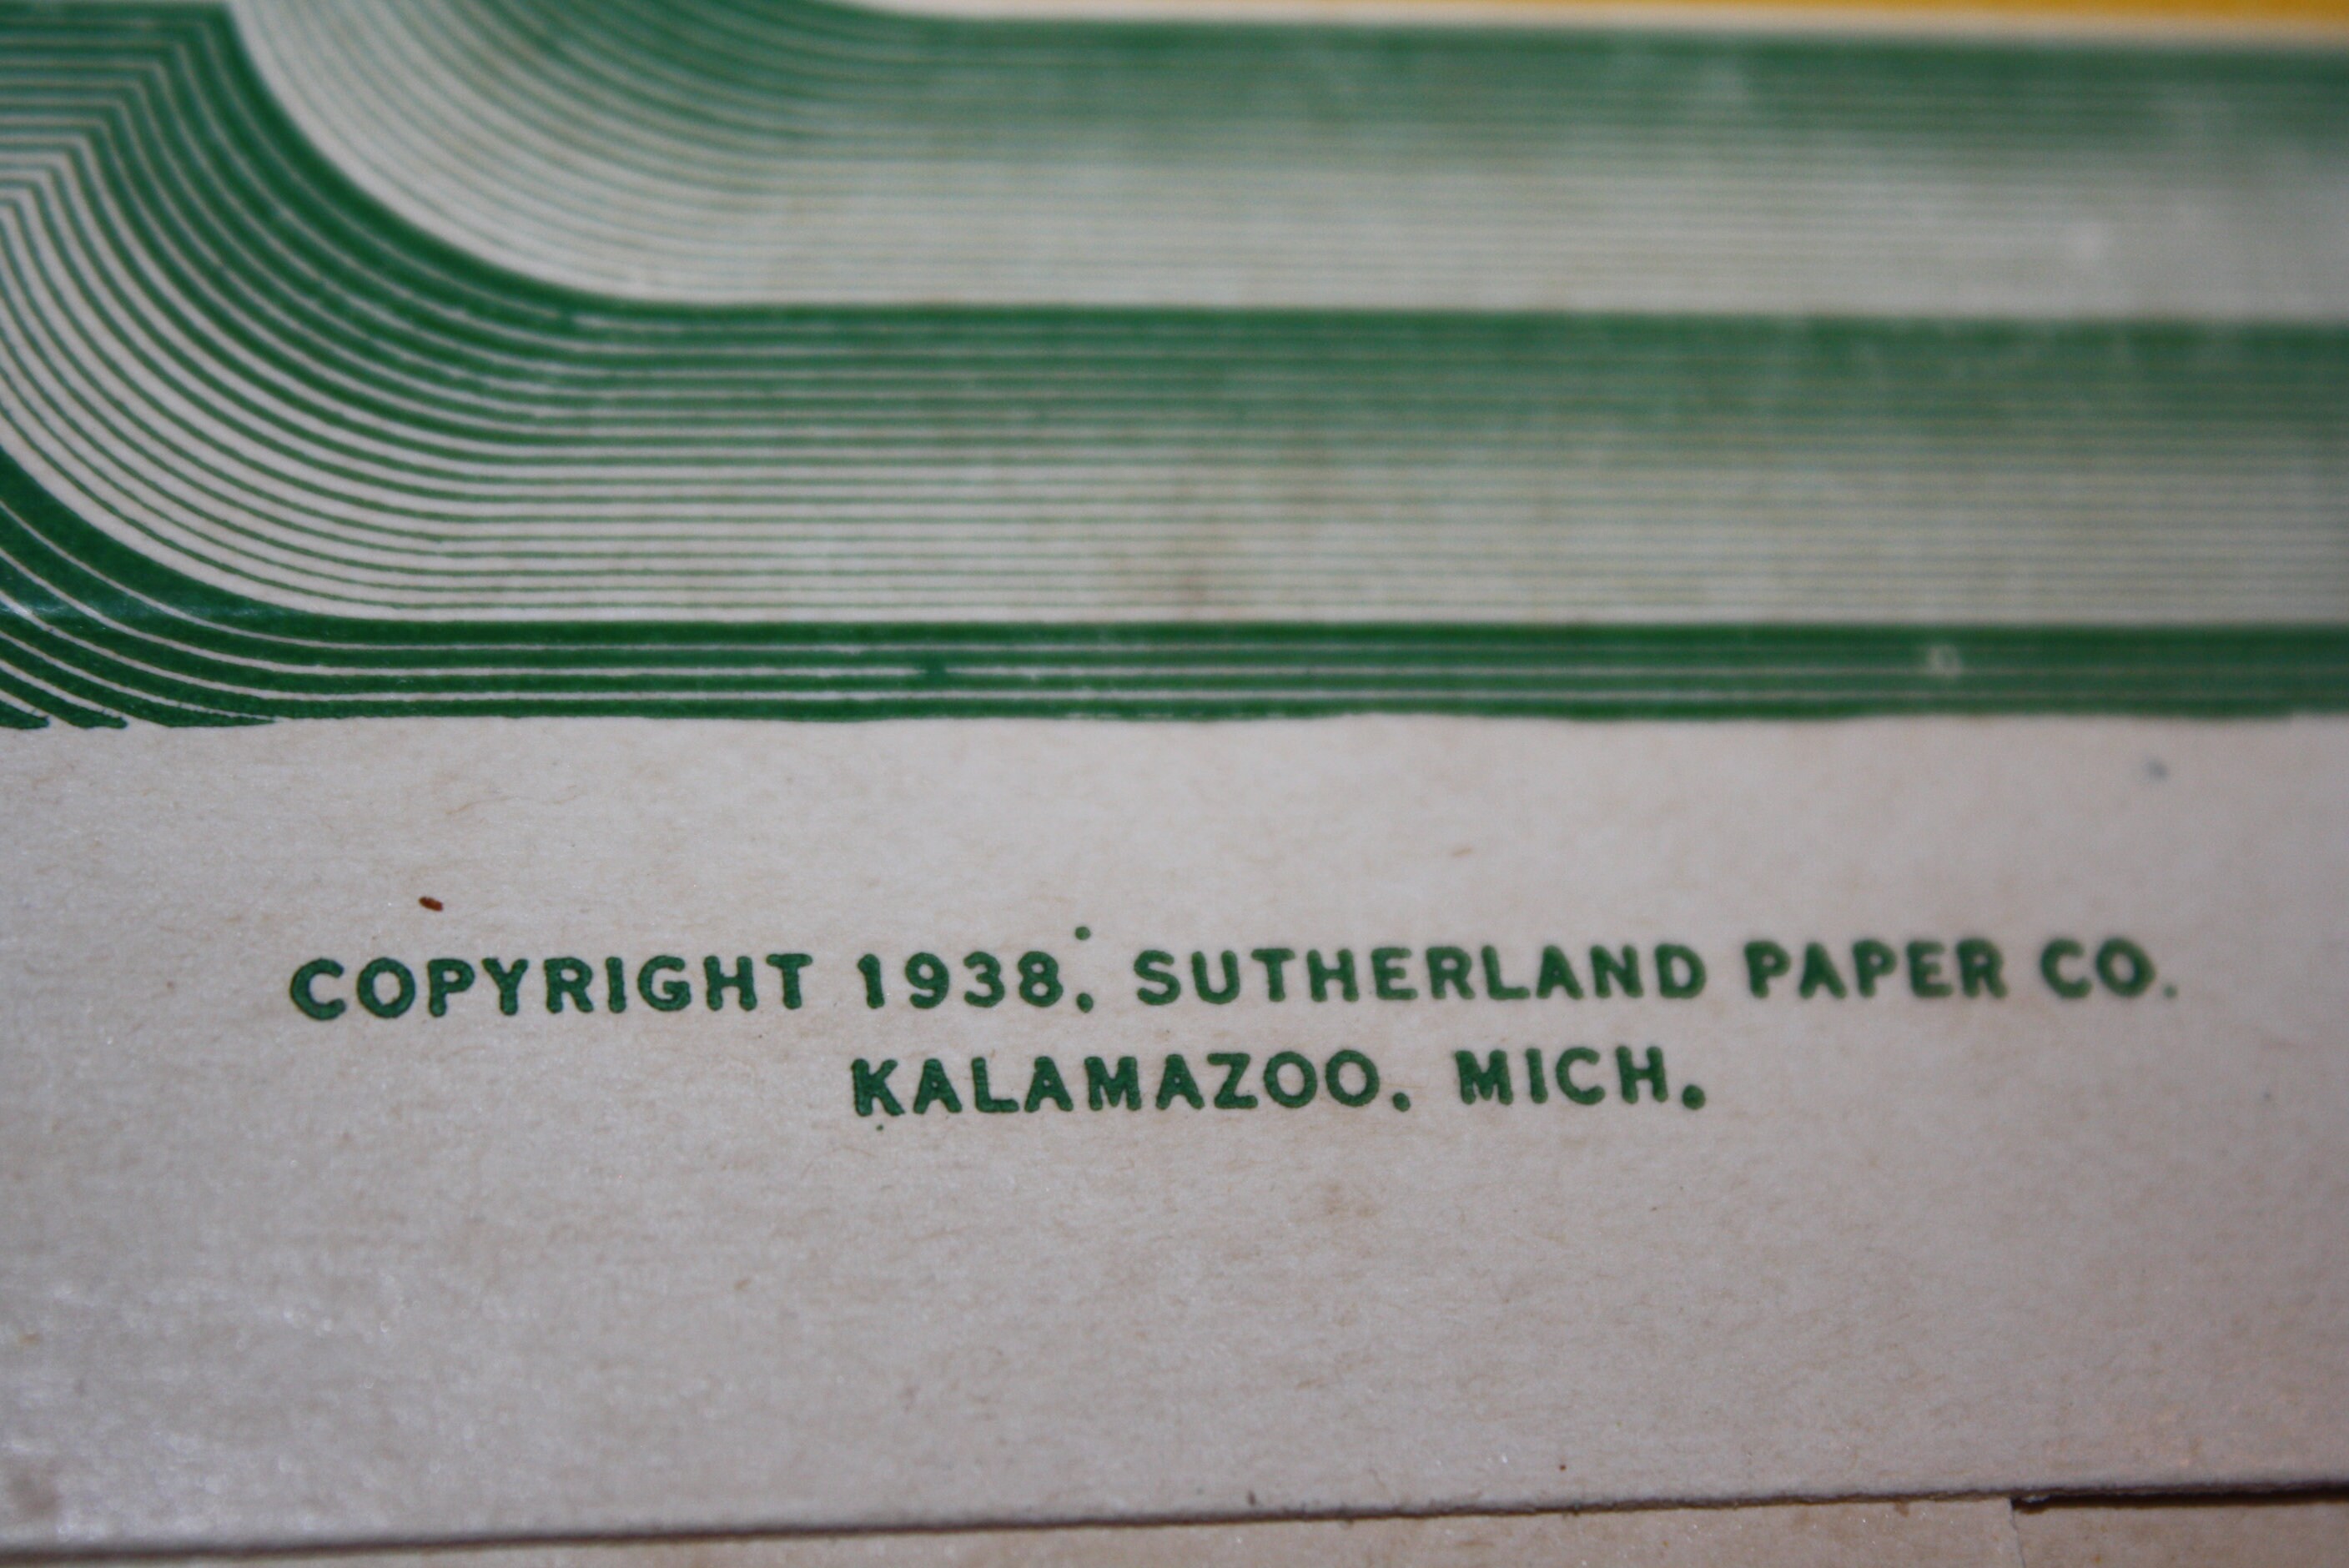 COPYRIGHT 1938, SUTHERLAND PAPER CO.
KALAMAZOO. MICH.